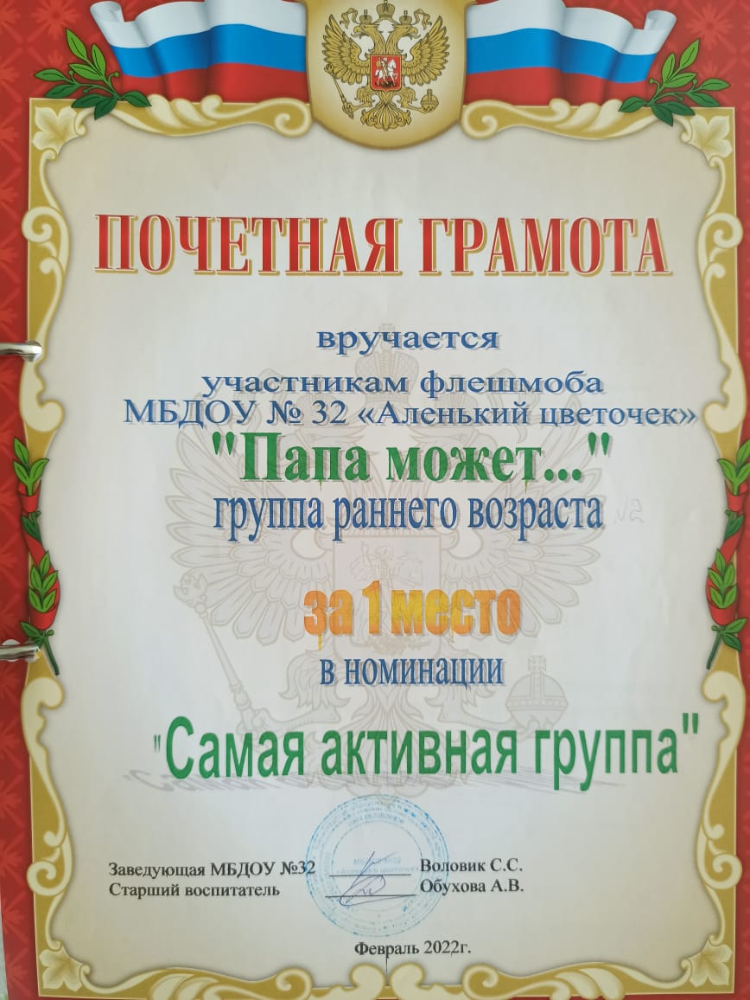 ПОЧЕТНАЯ ГРАМОТА
вручается
участникам флешмоба
МБДОУ № 32 «Аленький цветочек»
"Папа может..."
группа раннего возраста
за 1 место
в номинации
"Самая активная группа"
Заведующая МБДОУ №32 Воловик С.С.
Старший воспитатель Обухова А.В.
Февраль 2022г.